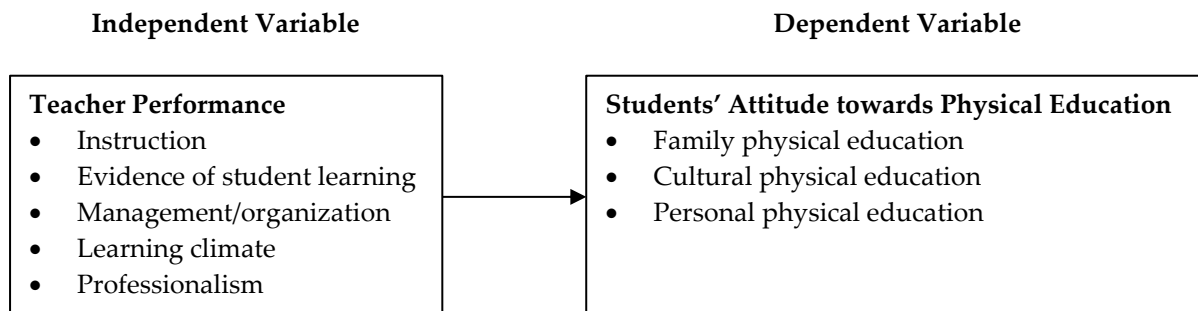 Independent Variable
Dependent Variable
Teacher Performance
• Instruction
• Evidence of student learning
• Management/organization
• Learning climate
• Professionalism
Students’ Attitude towards Physical Education
• Family physical education
• Cultural physical education
• Personal physical education